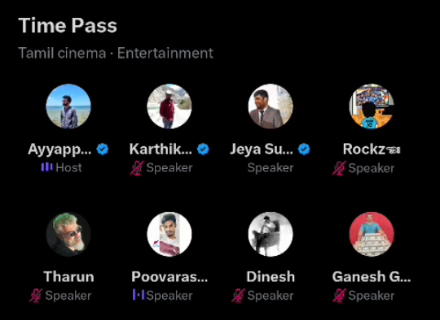 Time Pass
Tamil cinema · Entertainment
Ayyapp... Karthik... Jeya Su... Rockz
Host Speaker Speaker Speaker
Tharun Poovaras... Dinesh Ganesh G...
Speaker Speaker Speaker Speaker